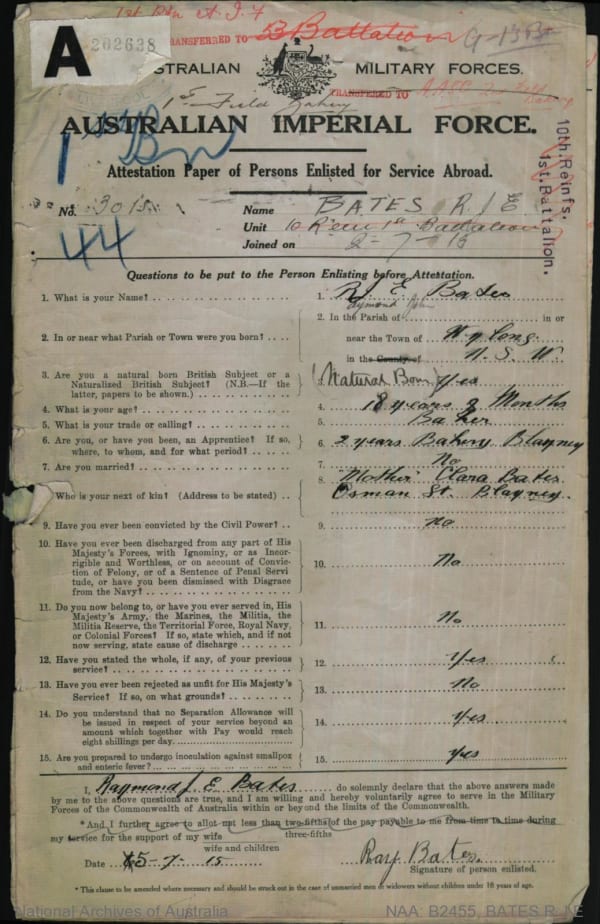 1st Bn A.I.F
TRANSFERRED TO 53 Battalion
A 202638
AUSTRALIAN MILITARY FORCES.
1st Field Bakery
TRANSFERRED TO A.A.S.C. Field Bakery
AUSTRALIAN IMPERIAL FORCE.
1st Bn
Attestation Paper of Persons Enlisted for Service Abroad.
10th. Reinfs. 1st. Battalion.
No. 3015 Name BATES R J E
Unit 10 Rein 1st Battalion
44
Joined on 2-7-15
Questions to be put to the Person Enlisting before Attestation.
1. What is your Name? 1. R J E Bates
Raymond John
2. In or near what Parish or Town were you born? 2. In the Parish of in or
near the Town of Wyalong
in the County of N. S. W.
3. Are you a natural born British Subject or a
Naturalized British Subject? (N.B.—If the
latter, papers to be shown.) 3. (Natural Born) Yes
4. What is your age? 4. 18 years 9 Months
5. What is your trade or calling? 5. Baker
6. Are you, or have you been, an Apprentice? If so,
where, to whom, and for what period? 6. 2 years Bakery Blayney
7. Are you married? 7. No
8. Who is your next of kin? (Address to be stated) 8. "Mother" Clara Bates
Osman St. Blayney.
9. Have you ever been convicted by the Civil Power? 9. no
10. Have you ever been discharged from any part of His
Majesty's Forces, with Ignominy, or as Incor-
rigible and Worthless, or on account of Convic-
tion of Felony, or of a Sentence of Penal Servi
tude, or have you been dismissed with Disgrace
from the Navy? 10. No
11. Do you now belong to, or have you ever served in, His
Majesty's Army, the Marines, the Militia, the
Militia Reserve, the Territorial Force, Royal Navy,
or Colonial Forces? If so, state which, and if not
now serving, state cause of discharge 11. No
12. Have you stated the whole, if any, of your previous
service? 12. Yes
13. Have you ever been rejected as unfit for His Majesty's
Service? If so, on what grounds? 13. No
14. Do you understand that no Separation Allowance will
be issued in respect of your service beyond an
amount which together with Pay would reach
eight shillings per day. 14. Yes
15. Are you prepared to undergo inoculation against smallpox
and enteric fever? 15. yes
I, Raymond J. E Bates do solemnly declare that the above answers made
by me to the above questions are true, and I am willing and hereby voluntarily agree to serve in the Military
Forces of the Commonwealth of Australia within or beyond the limits of the Commonwealth.
*And I further agree to allot not less than two-fifths of the pay payable to me from time to time during
three-fifths
my service for the support of my wife
wife and children
Date 5-7-15 Ray Bates.
Signature of person enlisted.
* This clause to be amended where necessary and should be struck out in the case of unmarried men or widowers without children under 18 years of age.
National Archives of Australia NAA: B2455, BATES R J E